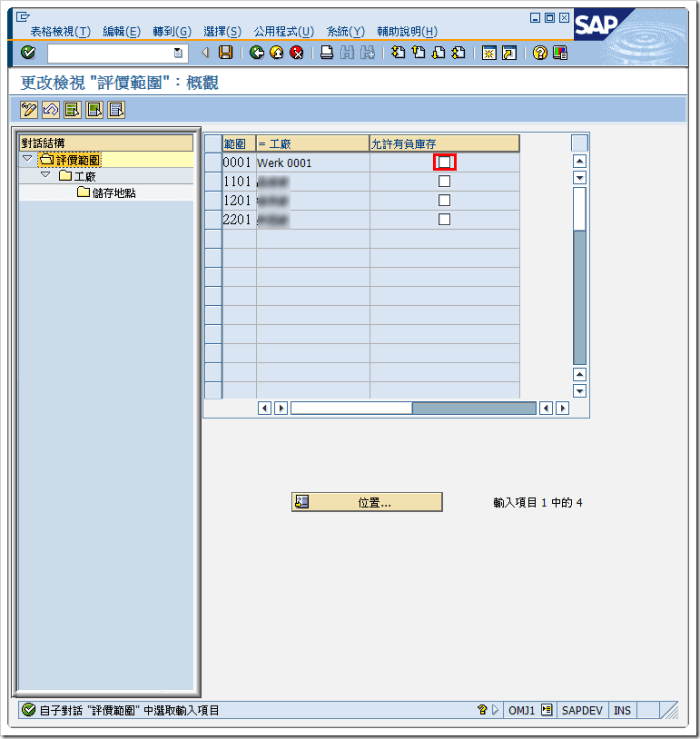 表格檢視(T) 編輯(E) 轉到(G) 選擇(S) 公用程式(U) 系統(Y) 輔助說明(H)
SAP
更改檢視 "評價範圍"：概觀
對話結構
評價範圍
工廠
儲存地點
範圍 = 工廠 允許有負庫存
0001 Werk 0001
1101
1201
2201
位置...
輸入項目 1 中的 4
自子對話 "評價範圍" 中選取輸入項目
OMJ1 SAPDEV INS